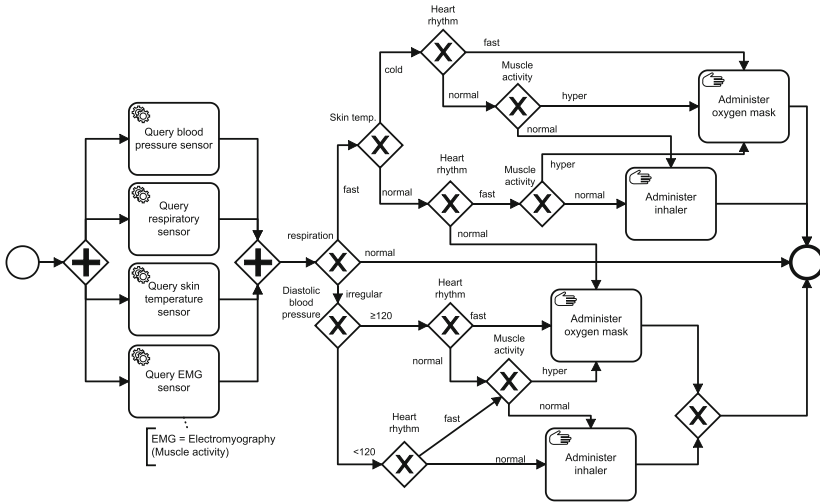 Heart
rhythm
fast
cold
Muscle
activity
normal
hyper
Administer
oxygen mask
Skin temp.
normal
Query blood
pressure sensor
Heart
rhythm
Muscle
activity
hyper
fast
normal
fast
normal
Administer
inhaler
Query
respiratory
sensor
normal
respiration
normal
Query skin
temperature
sensor
irregular
Diastolic blood
pressure
≥120
Heart
rhythm
fast
Administer
oxygen mask
normal
Muscle
activity
hyper
Query EMG
sensor
Heart
rhythm
fast
normal
EMG = Electromyography
(Muscle activity)
<120
normal
Administer
inhaler